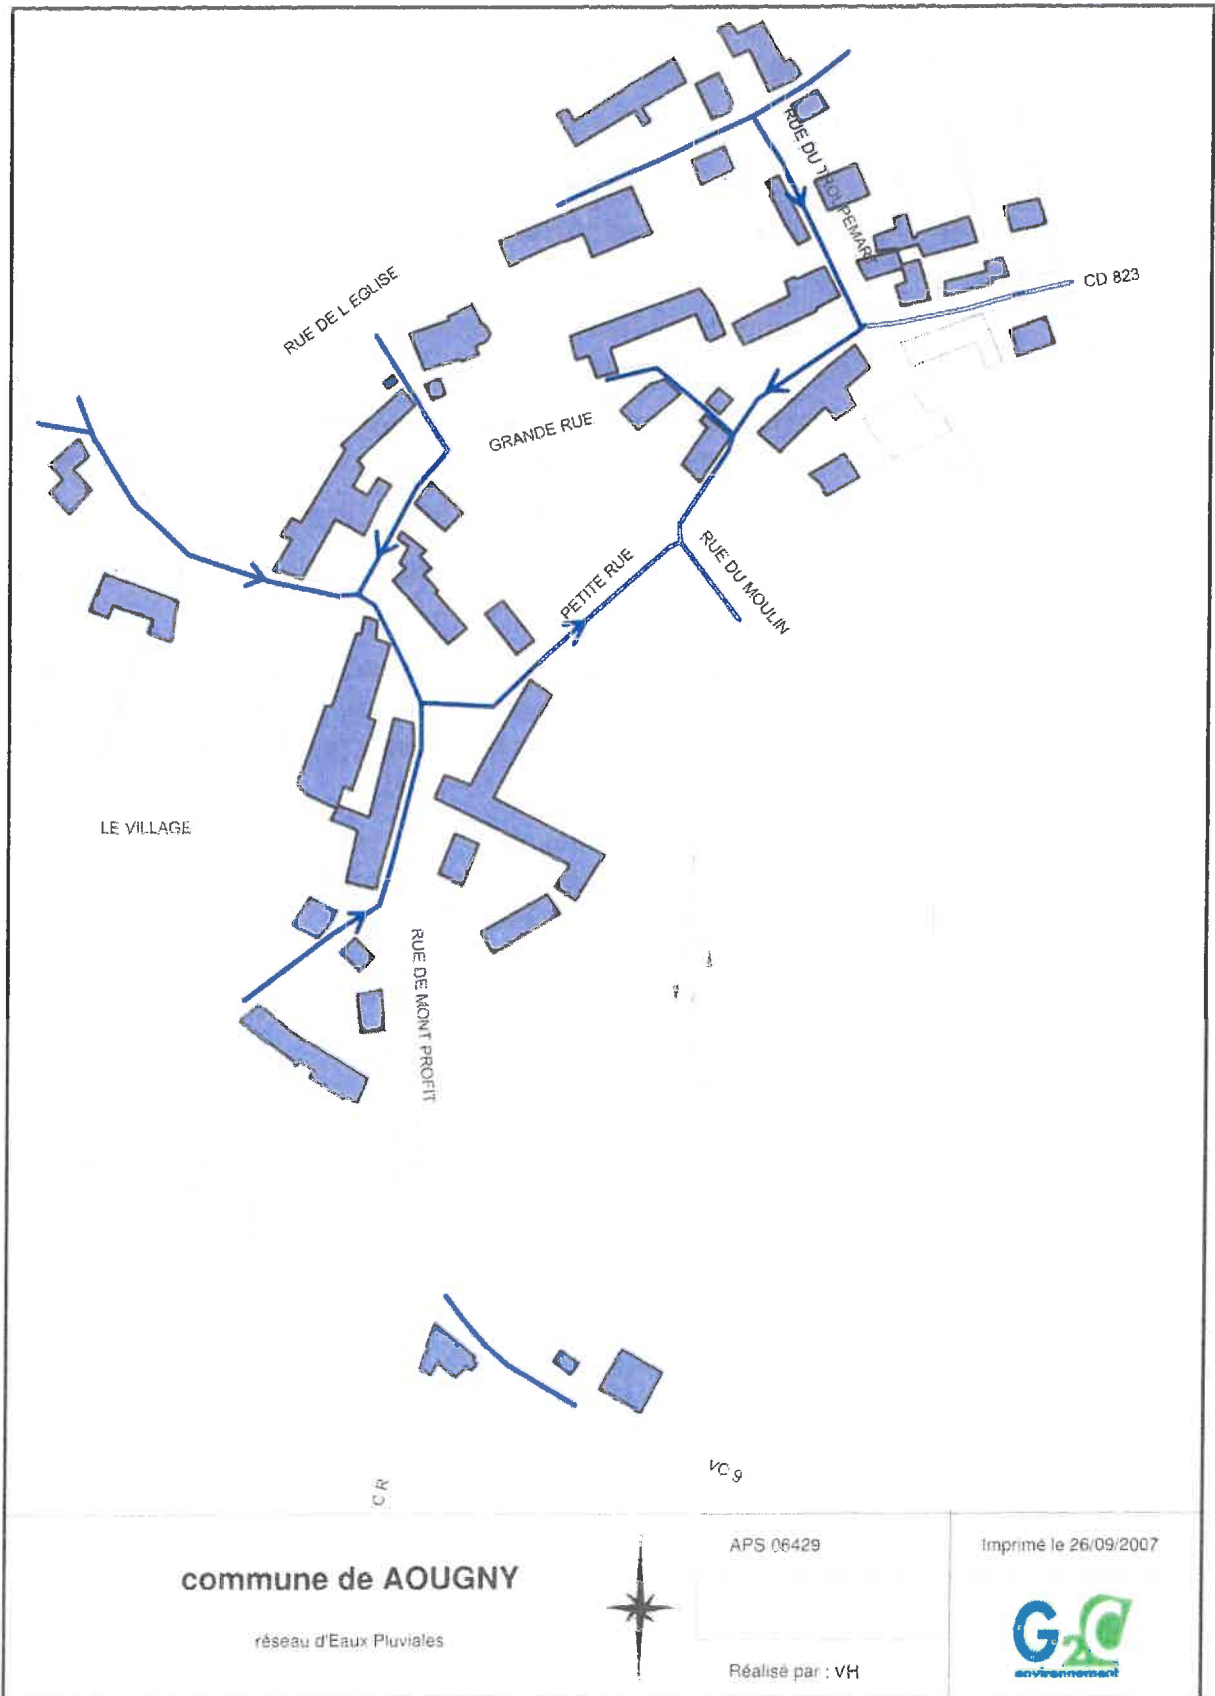 RUE DU TROUPEMARD
CD 823
RUE DE L EGLISE
GRANDE RUE
PETITE RUE
RUE DU MOULIN
LE VILLAGE
RUE DE MONT PROFIT
C R
VC 9
commune de AOUGNY
réseau d'Eaux Pluviales
APS 06429
Réalisé par : VH
Imprimé le 26/09/2007
G2C
environnement